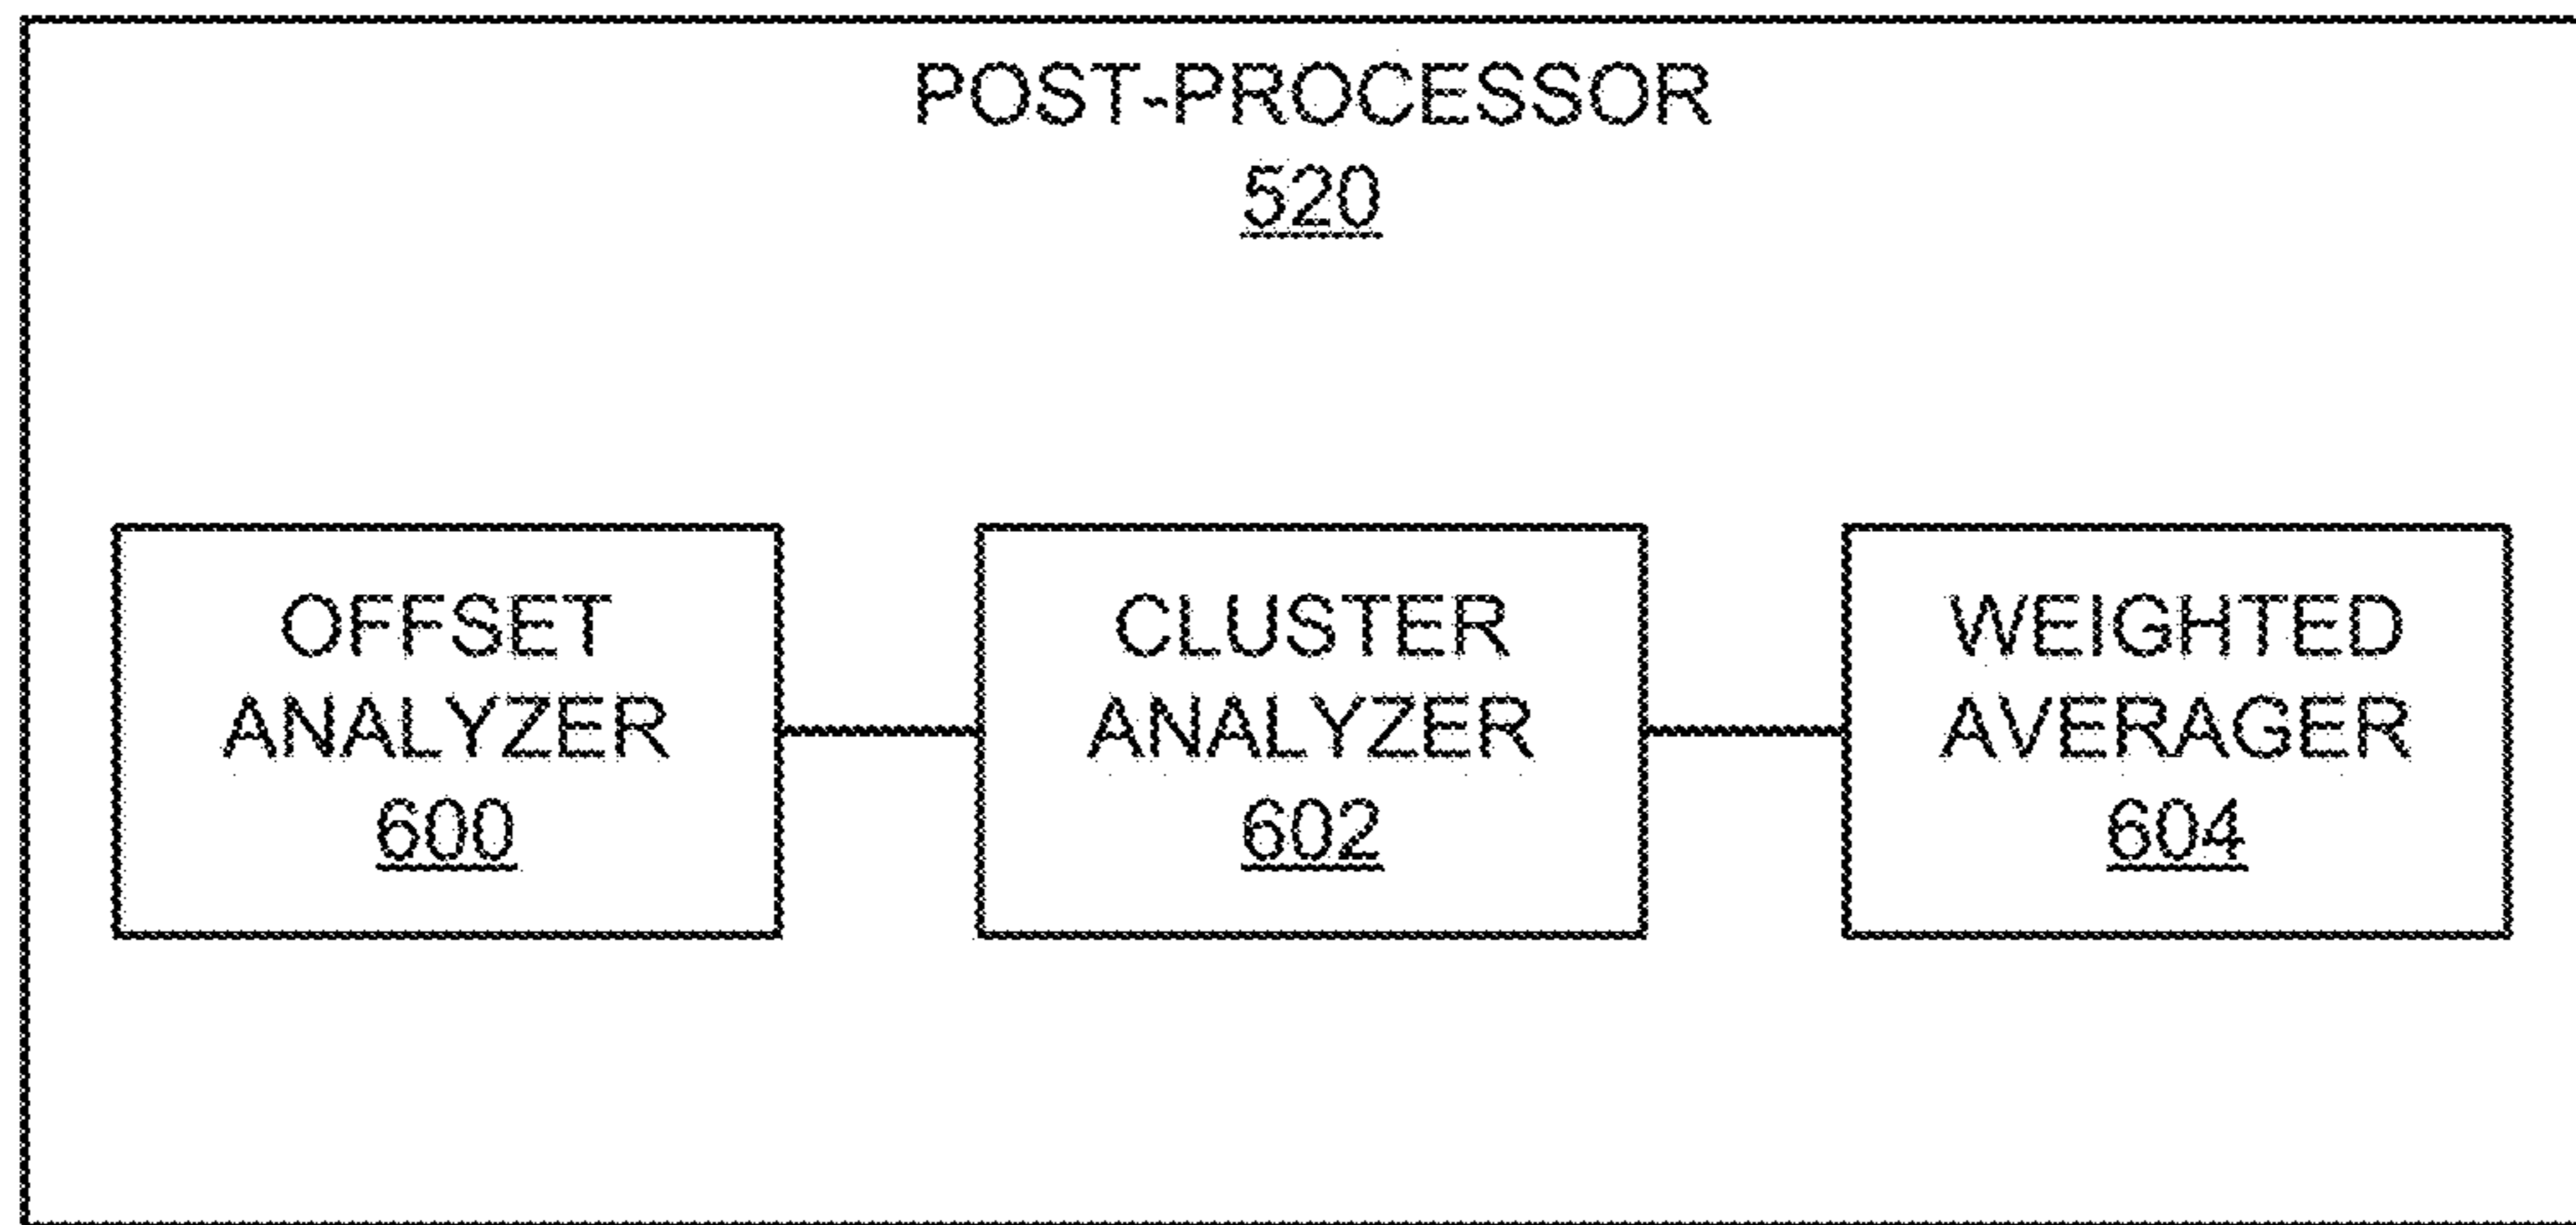 POST-PROCESSOR
520
OFFSET
ANALYZER
600
CLUSTER
ANALYZER
602
WEIGHTED
AVERAGER
604